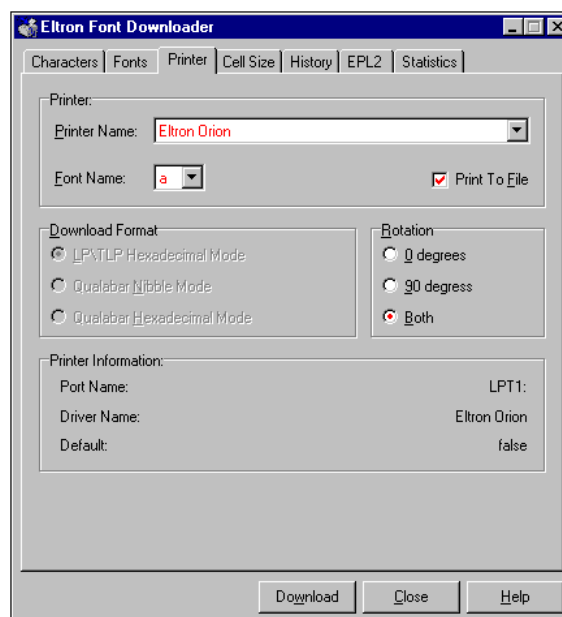 Eltron Font Downloader
Characters Fonts Printer Cell Size History EPL2 Statistics
Printer:
Printer Name: Eltron Orion
Font Name: a Print To File
Download Format
LP\TLP Hexadecimal Mode
Qualabar Nibble Mode
Qualabar Hexadecimal Mode
Rotation
0 degrees
90 degress
Both
Printer Information:
Port Name: LPT1:
Driver Name: Eltron Orion
Default: false
Download Close Help